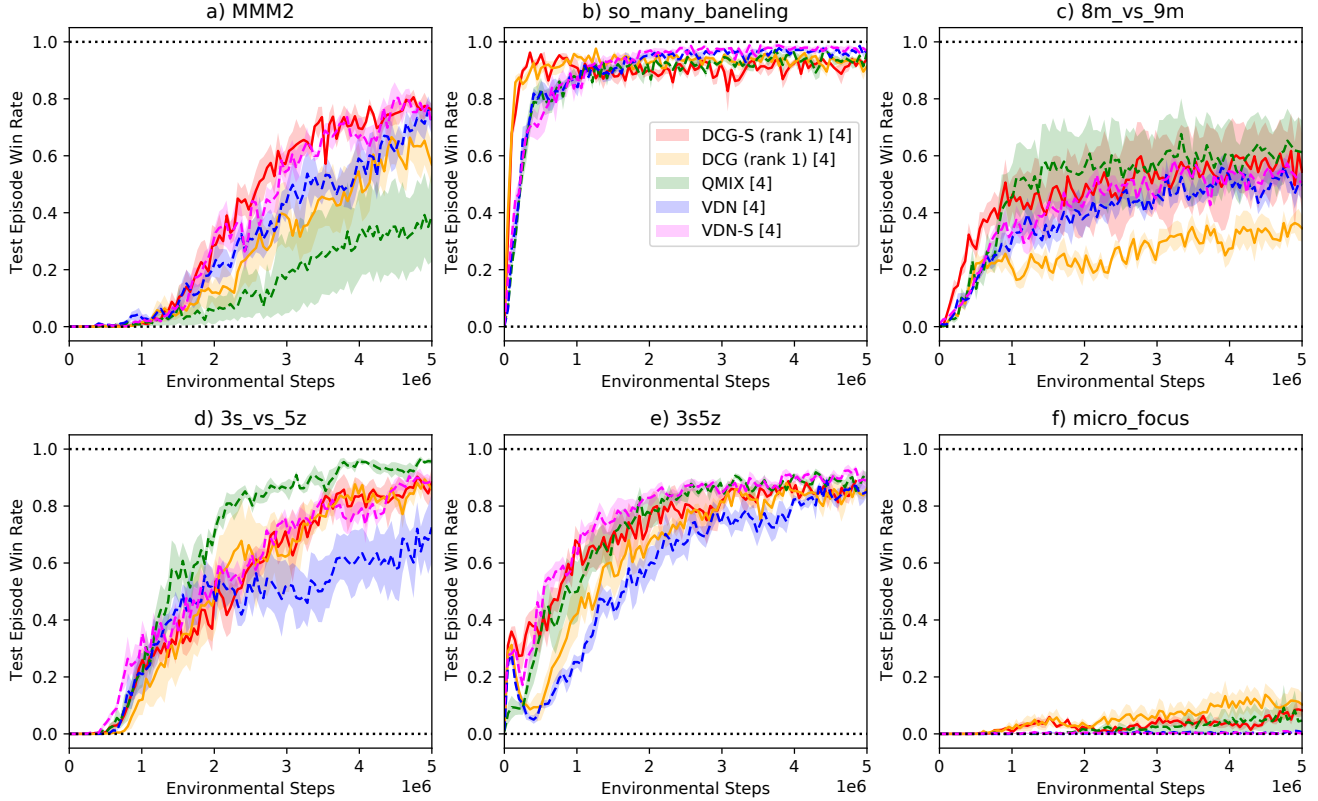 a) MMM2
b) so_many_baneling
c) 8m_vs_9m
Test Episode Win Rate
1.0
0.8
0.6
0.4
0.2
0.0
0 1 2 3 4 5
Environmental Steps
1e6
Test Episode Win Rate
1.0
0.8
0.6
0.4
0.2
0.0
DCG-S (rank 1) [4]
DCG (rank 1) [4]
QMIX [4]
VDN [4]
VDN-S [4]
0 1 2 3 4 5
Environmental Steps
1e6
Test Episode Win Rate
1.0
0.8
0.6
0.4
0.2
0.0
0 1 2 3 4 5
Environmental Steps
1e6
d) 3s_vs_5z
e) 3s5z
f) micro_focus
Test Episode Win Rate
1.0
0.8
0.6
0.4
0.2
0.0
0 1 2 3 4 5
Environmental Steps
1e6
Test Episode Win Rate
1.0
0.8
0.6
0.4
0.2
0.0
0 1 2 3 4 5
Environmental Steps
1e6
Test Episode Win Rate
1.0
0.8
0.6
0.4
0.2
0.0
0 1 2 3 4 5
Environmental Steps
1e6